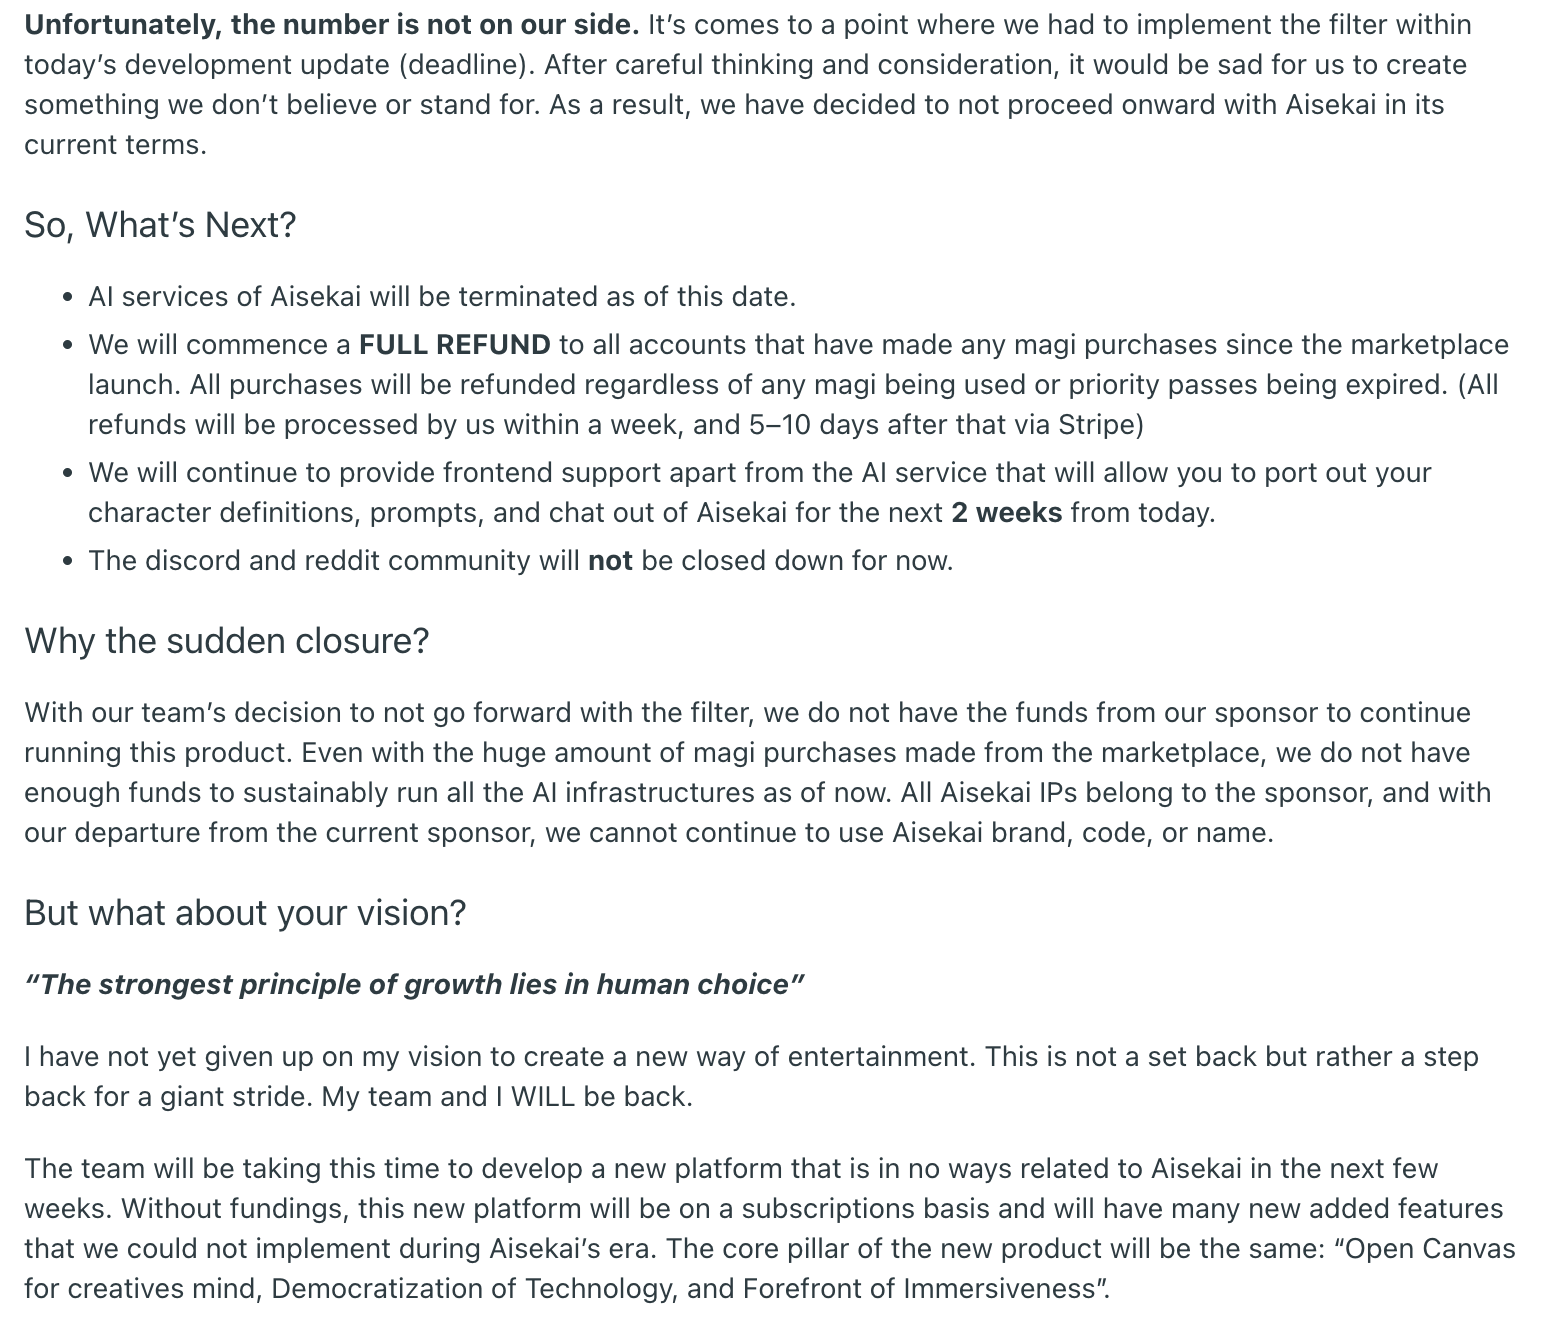 Unfortunately, the number is not on our side. It’s comes to a point where we had to implement the filter within
today’s development update (deadline). After careful thinking and consideration, it would be sad for us to create
something we don’t believe or stand for. As a result, we have decided to not proceed onward with Aisekai in its
current terms.
So, What’s Next?
• AI services of Aisekai will be terminated as of this date.
• We will commence a FULL REFUND to all accounts that have made any magi purchases since the marketplace
launch. All purchases will be refunded regardless of any magi being used or priority passes being expired. (All
refunds will be processed by us within a week, and 5–10 days after that via Stripe)
• We will continue to provide frontend support apart from the AI service that will allow you to port out your
character definitions, prompts, and chat out of Aisekai for the next 2 weeks from today.
• The discord and reddit community will not be closed down for now.
Why the sudden closure?
With our team’s decision to not go forward with the filter, we do not have the funds from our sponsor to continue
running this product. Even with the huge amount of magi purchases made from the marketplace, we do not have
enough funds to sustainably run all the AI infrastructures as of now. All Aisekai IPs belong to the sponsor, and with
our departure from the current sponsor, we cannot continue to use Aisekai brand, code, or name.
But what about your vision?
“The strongest principle of growth lies in human choice”
I have not yet given up on my vision to create a new way of entertainment. This is not a set back but rather a step
back for a giant stride. My team and I WILL be back.
The team will be taking this time to develop a new platform that is in no ways related to Aisekai in the next few
weeks. Without fundings, this new platform will be on a subscriptions basis and will have many new added features
that we could not implement during Aisekai’s era. The core pillar of the new product will be the same: “Open Canvas
for creatives mind, Democratization of Technology, and Forefront of Immersiveness”.